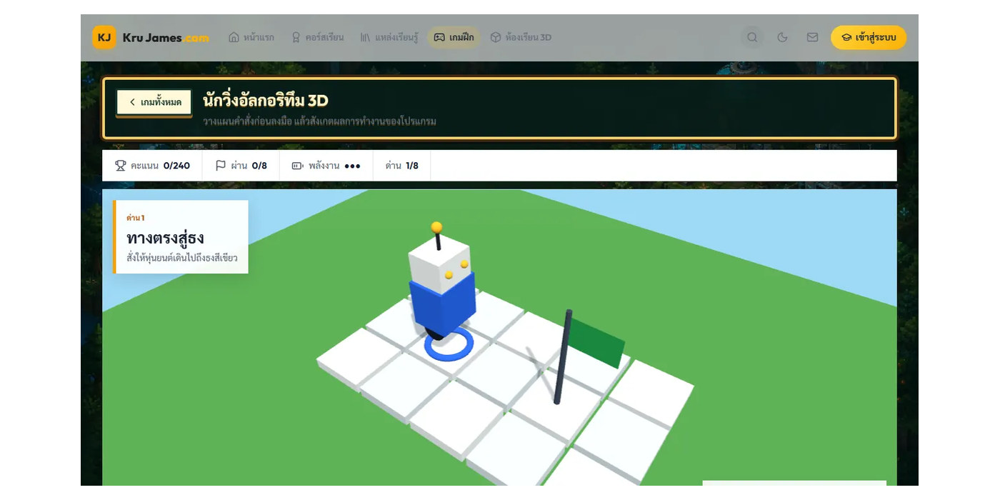 KJ Kru James.com หน้าแรก คอร์สเรียน แหล่งเรียนรู้ เกมฝึก ห้องเรียน 3D เข้าสู่ระบบ
เกมทั้งหมด
นักวิ่งอัลกอริทึม 3D
วางแผนคำสั่งก่อนลงมือ แล้วสังเกตผลการทำงานของโปรแกรม
คะแนน 0/240 ผ่าน 0/8 พลังงาน ●●● ด่าน 1/8
ด่าน 1
ทางตรงสู่ธง
สั่งให้หุ่นยนต์เดินไปถึงธงสีเขียว